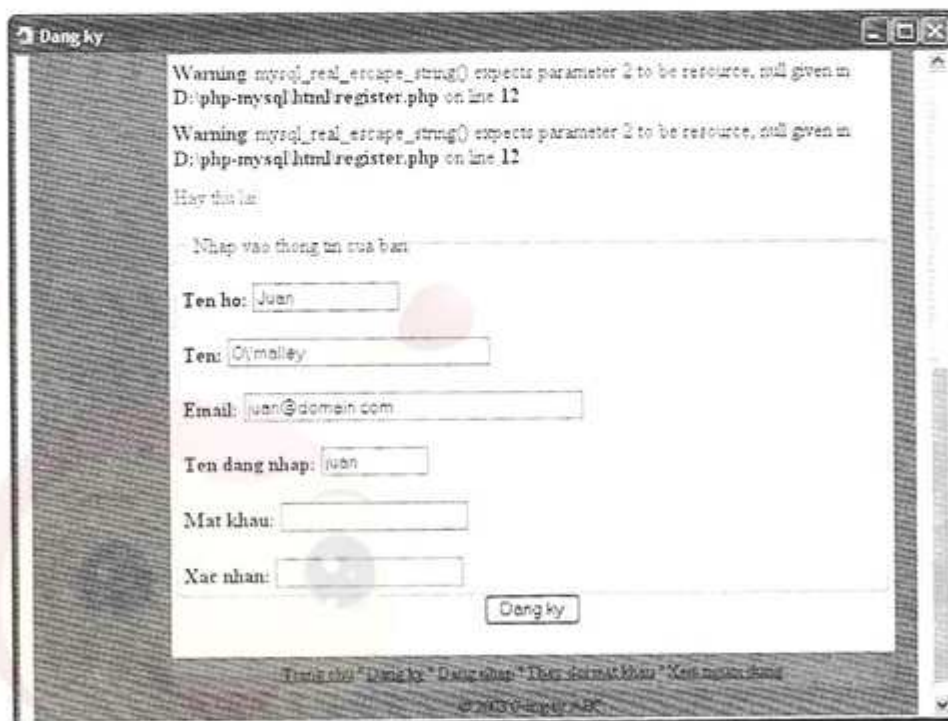 Dang ky
Warning mysql_real_escape_string() expects parameter 2 to be resource, null given in
D:\php-mysql\html\register.php on line 12
Warning mysql_real_escape_string() expects parameter 2 to be resource, null given in
D:\php-mysql\html\register.php on line 12
Hay thu lai
Nhap vao thong tin cua ban
Ten ho: Juan
Ten: O\'malley
Email: juan@domain.com
Ten dang nhap: juan
Mat khau:
Xac nhan:
Dang ky
Trang chu * Dang ky * Dang nhap * Thay doi mat khau * Xem nguoi dung
© 2003